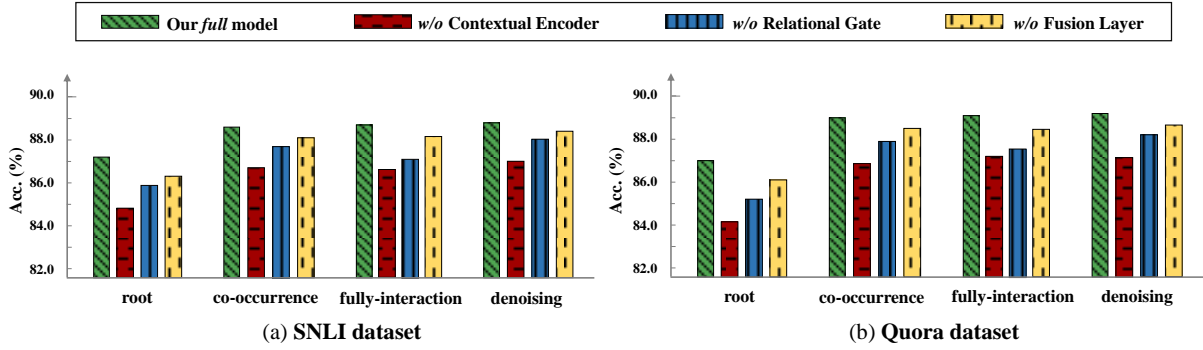 Our full model w/o Contextual Encoder w/o Relational Gate w/o Fusion Layer
Acc. (%)
90.0
88.0
86.0
84.0
82.0
root co-occurrence fully-interaction denoising
(a) SNLI dataset
Acc. (%)
90.0
88.0
86.0
84.0
82.0
root co-occurrence fully-interaction denoising
(b) Quora dataset